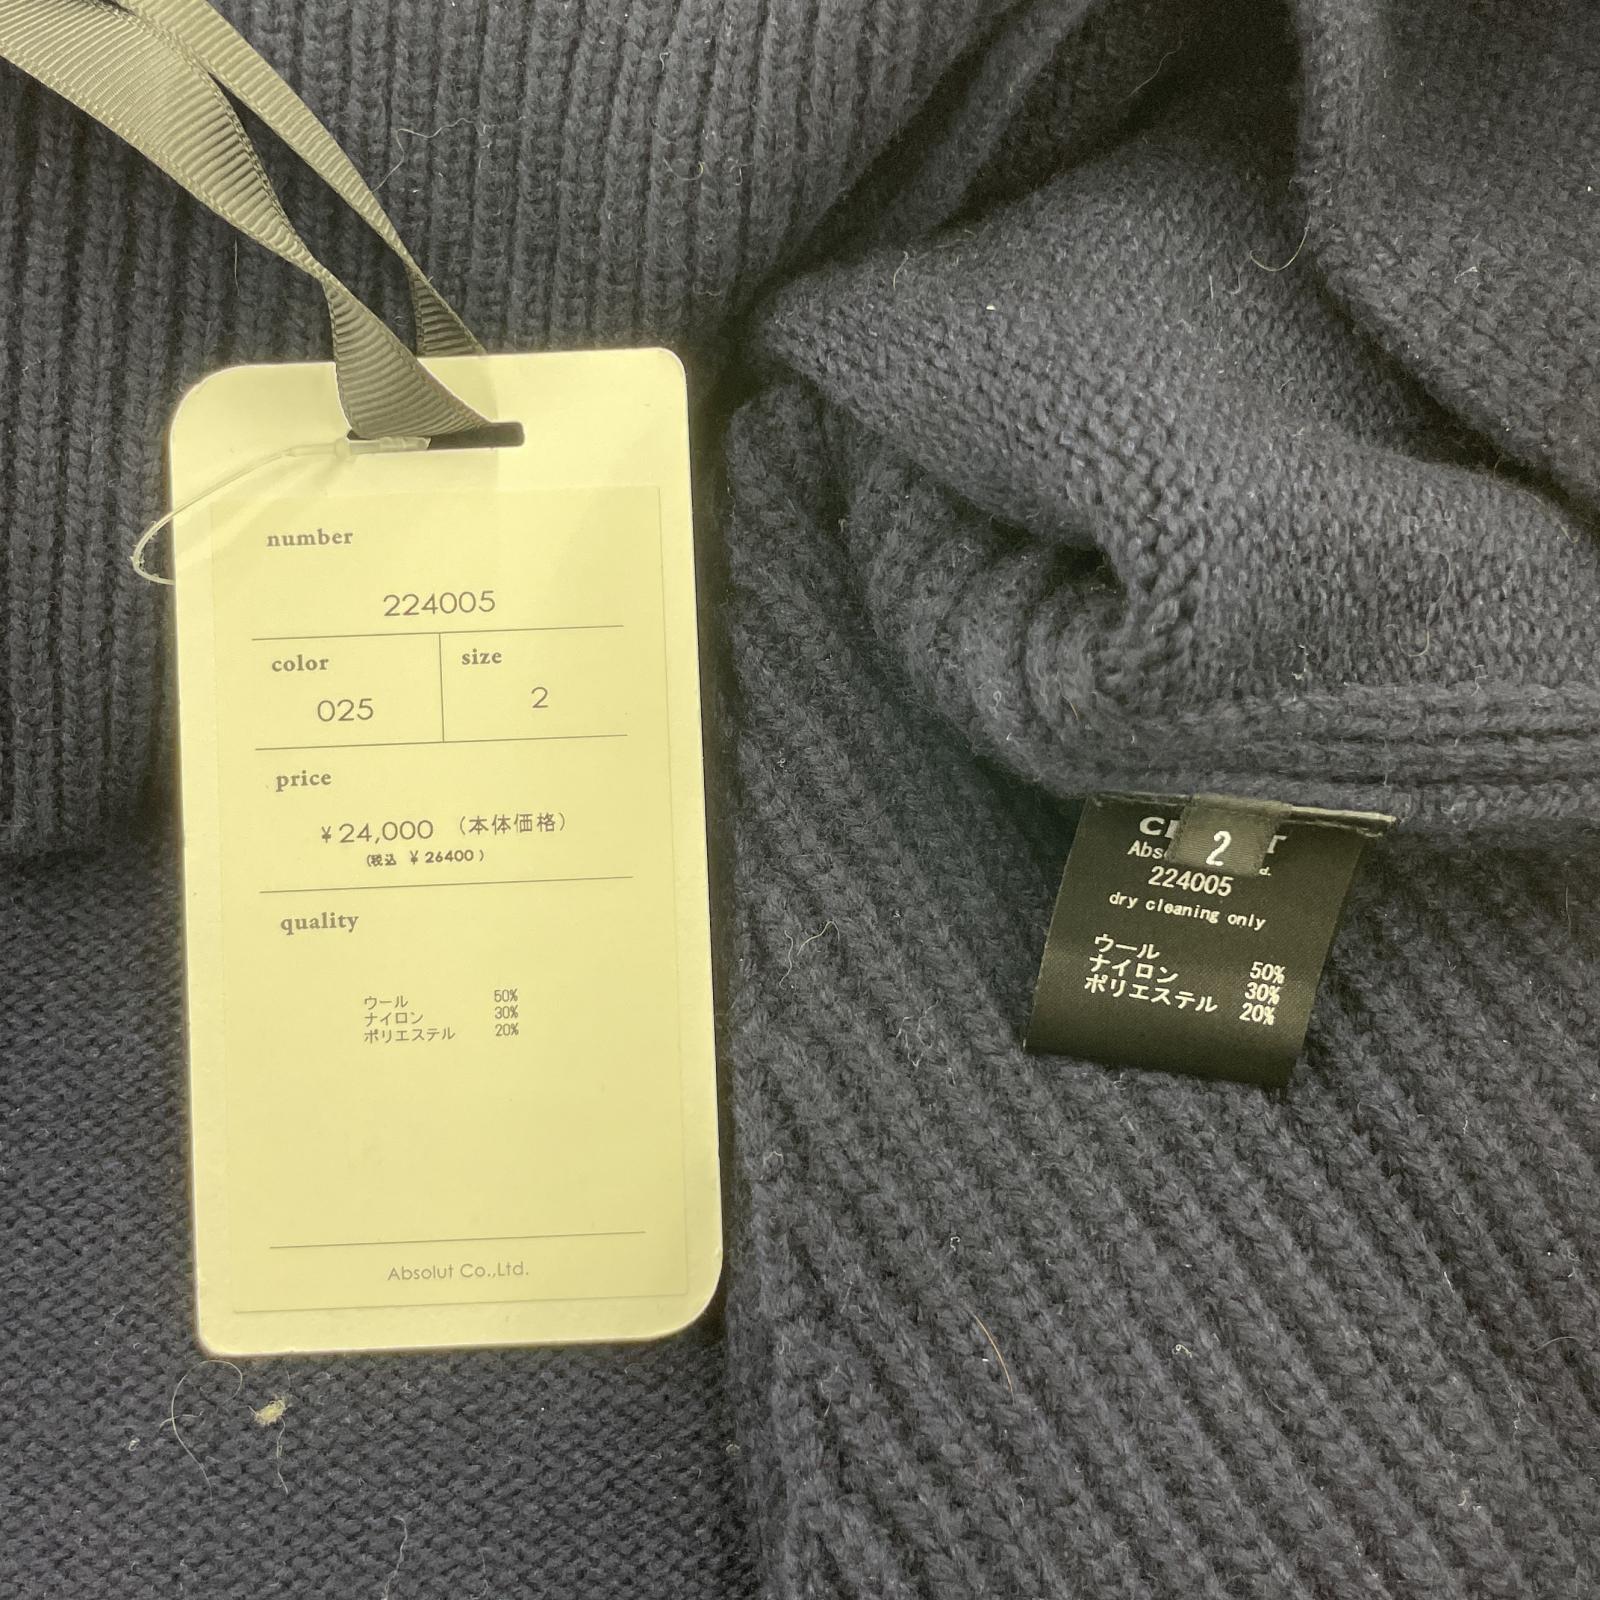 number
224005
color
size
025
2
price
¥24,000 (本体価格)
(税込 ¥26400)
quality
ウール 50%
ナイロン 30%
ポリエステル 20%
Absolut Co.,Ltd.
2
224005
dry cleaning only
ウール 50%
ナイロン 30%
ポリエステル 20%